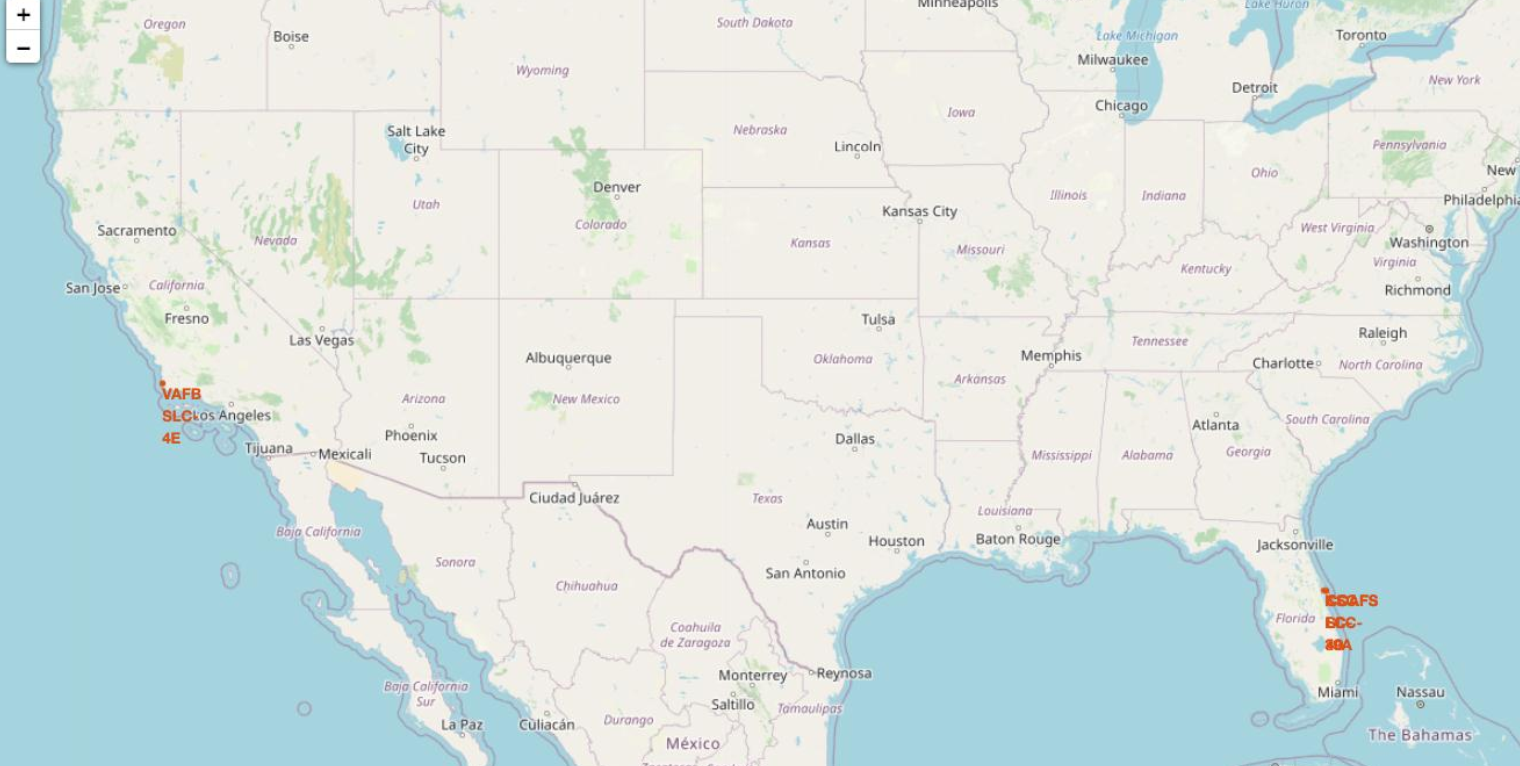 +
−
Minneapolis
Lake Huron
Oregon
South Dakota
Boise
Lake Michigan
Toronto
Milwaukee
Wyoming
New York
Detroit
Chicago
Iowa
Nebraska
Salt Lake
City
Lincoln
Pennsylvania
Ohio
New
Denver
Illinois
Indiana
Philadelphia
Utah
Kansas City
Colorado
Sacramento
West Virginia
Nevada
Kansas
Missouri
Washington
Virginia
Kentucky
San Jose
California
Richmond
Fresno
Tulsa
Las Vegas
Raleigh
Tennessee
Albuquerque
Memphis
Oklahoma
Charlotte
North Carolina
Arkansas
VAFB
SLC-
4E
Los Angeles
Arizona
New Mexico
South Carolina
Atlanta
Phoenix
Dallas
Tijuana
Mexicali
Tucson
Mississippi
Alabama
Georgia
Ciudad Juárez
Texas
Louisiana
Austin
Baja California
Houston
Baton Rouge
Jacksonville
Sonora
San Antonio
Chihuahua
Florida
Coahuila
de Zaragoza
Reynosa
Monterrey
Baja California
Sur
Miami
Nassau
Saltillo
Tamaulipas
La Paz
Culiacán
Durango
The Bahamas
México